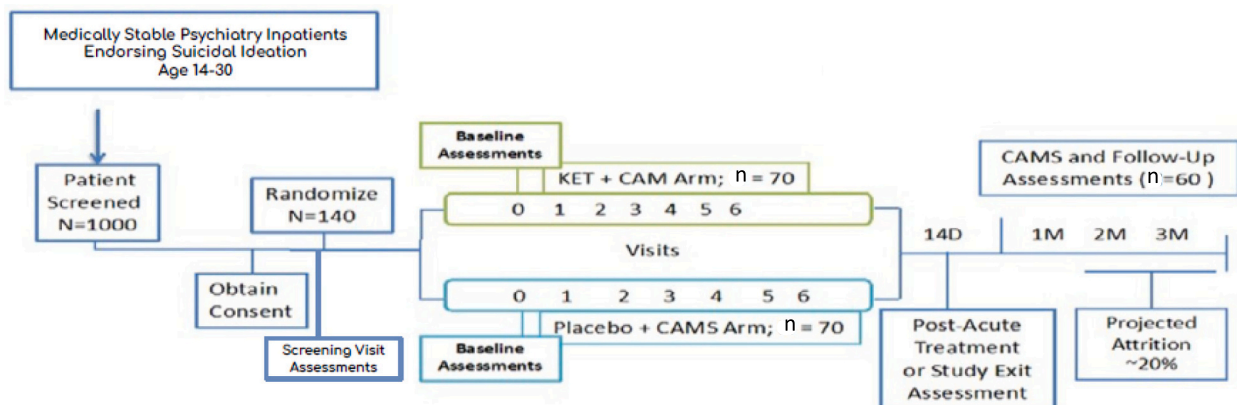 Medically Stable Psychiatry Inpatients
Endorsing Suicidal Ideation
Age 14-30
Patient
Screened
N=1000
Obtain
Consent
Randomize
N=140
Screening Visit
Assessments
Baseline
Assessments
KET + CAM Arm; n = 70
0 1 2 3 4 5 6
Visits
0 1 2 3 4 5 6
Placebo + CAMS Arm; n = 70
Baseline
Assessments
CAMS and Follow-Up
Assessments (n=60 )
14D 1M 2M 3M
Post-Acute
Treatment
or Study Exit
Assessment
Projected
Attrition
~20%